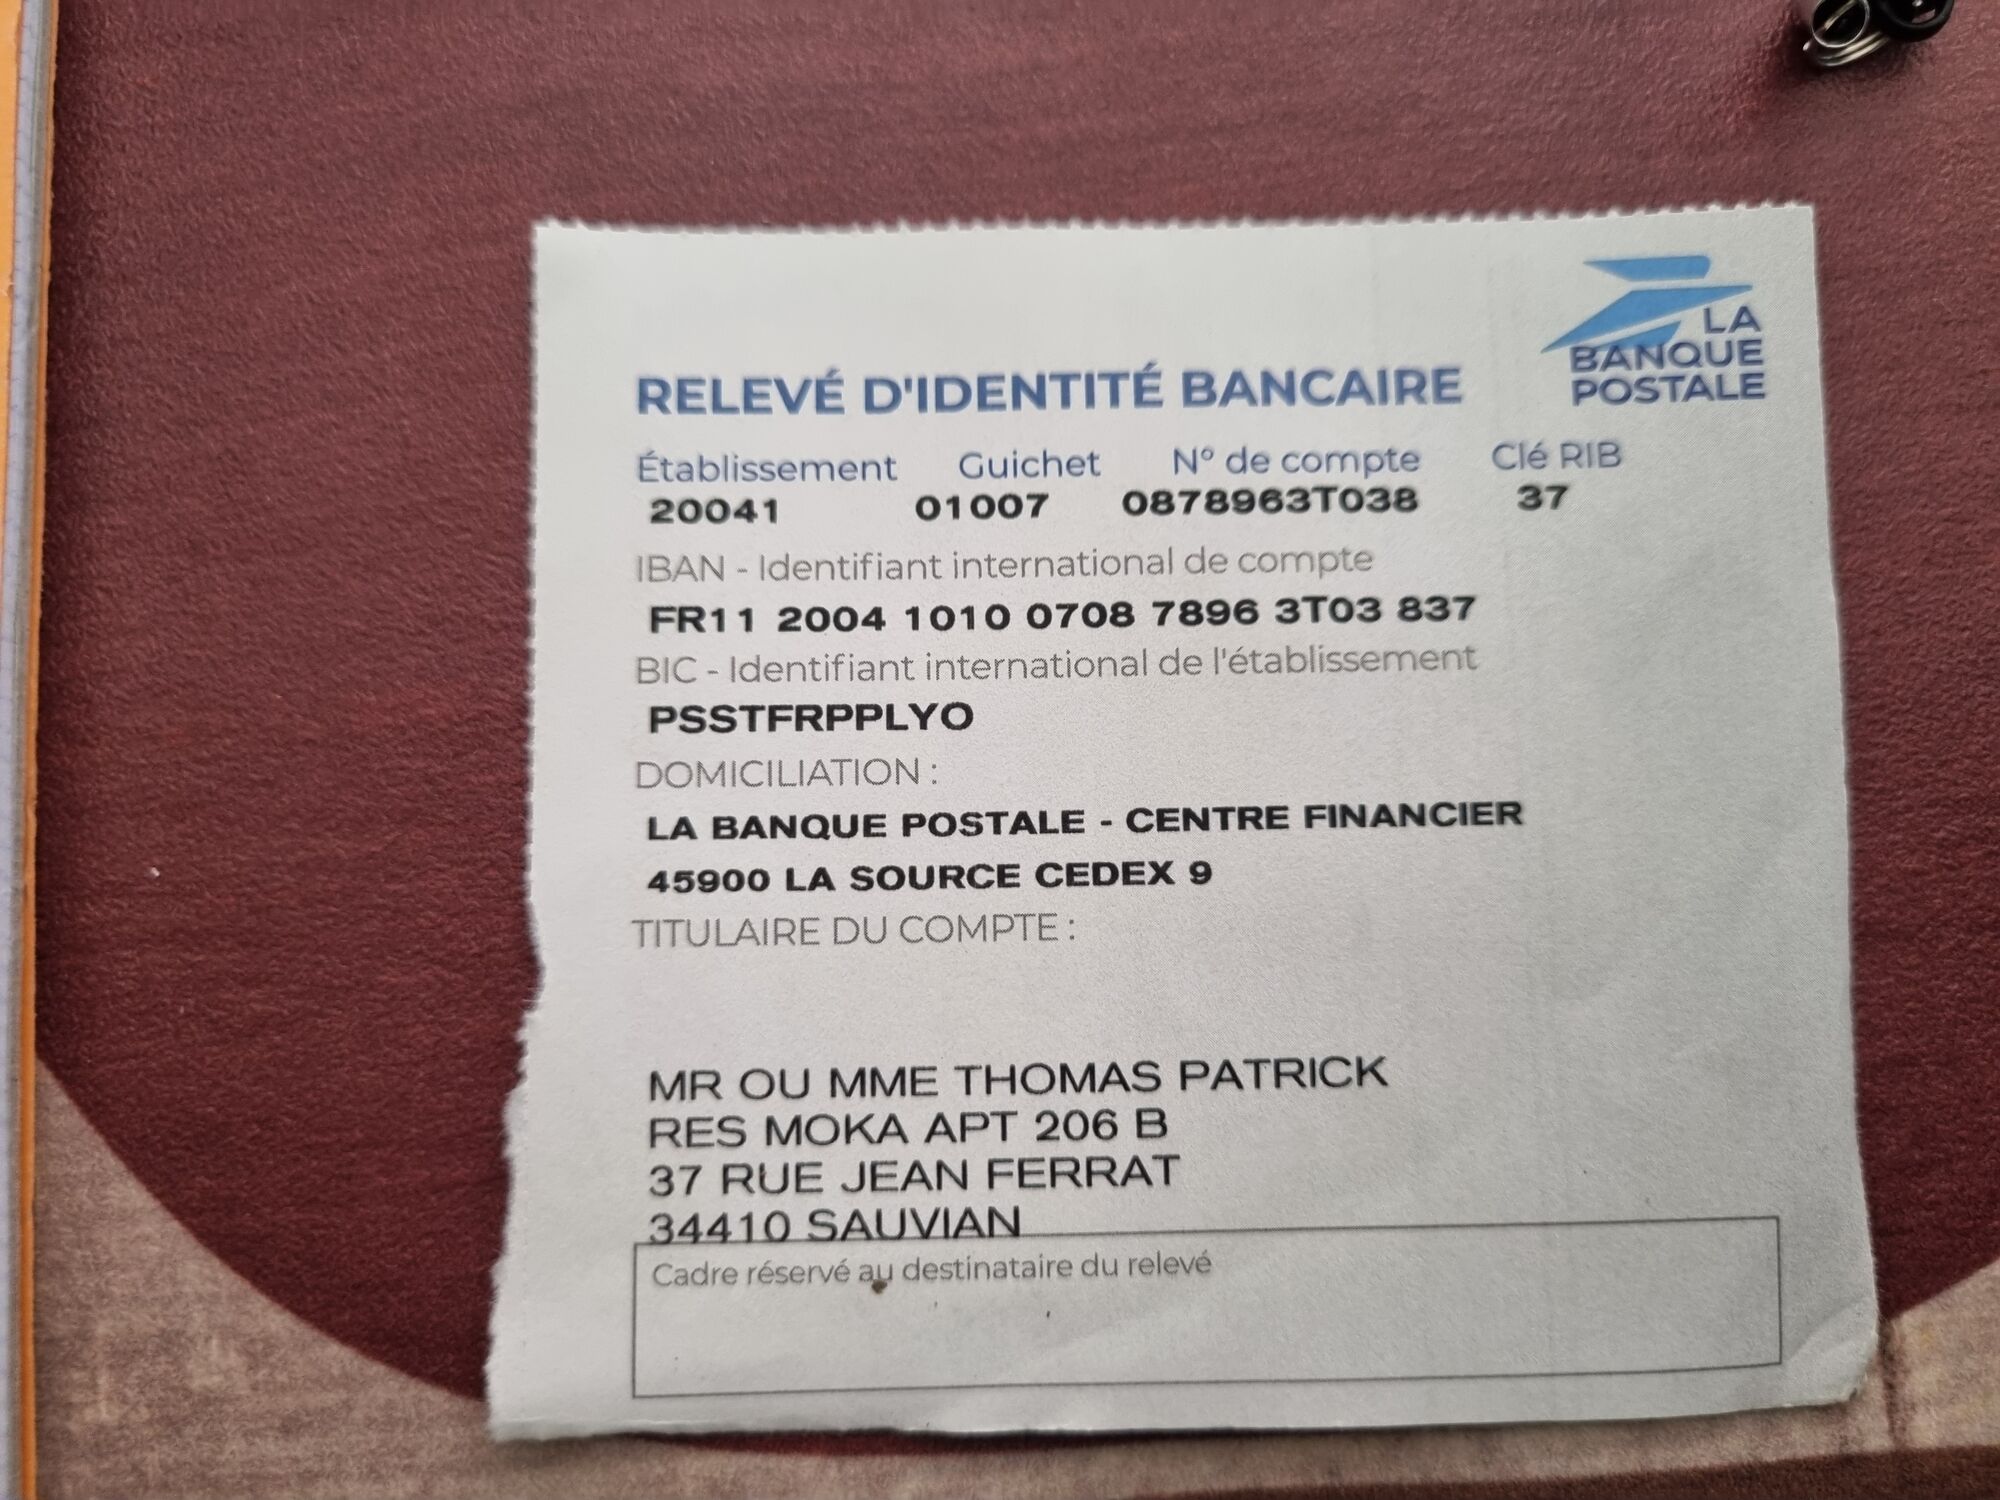 LA
BANQUE
POSTALE
RELEVÉ D'IDENTITÉ BANCAIRE
Établissement Guichet N° de compte Clé RIB
20041 01007 0878963T038 37
IBAN - Identifiant international de compte
FR11 2004 1010 0708 7896 3T03 837
BIC - Identifiant international de l'établissement
PSSTFRPPLYO
DOMICILIATION :
LA BANQUE POSTALE - CENTRE FINANCIER
45900 LA SOURCE CEDEX 9
TITULAIRE DU COMPTE :
MR OU MME THOMAS PATRICK
RES MOKA APT 206 B
37 RUE JEAN FERRAT
34410 SAUVIAN
Cadre réservé au destinataire du relevé